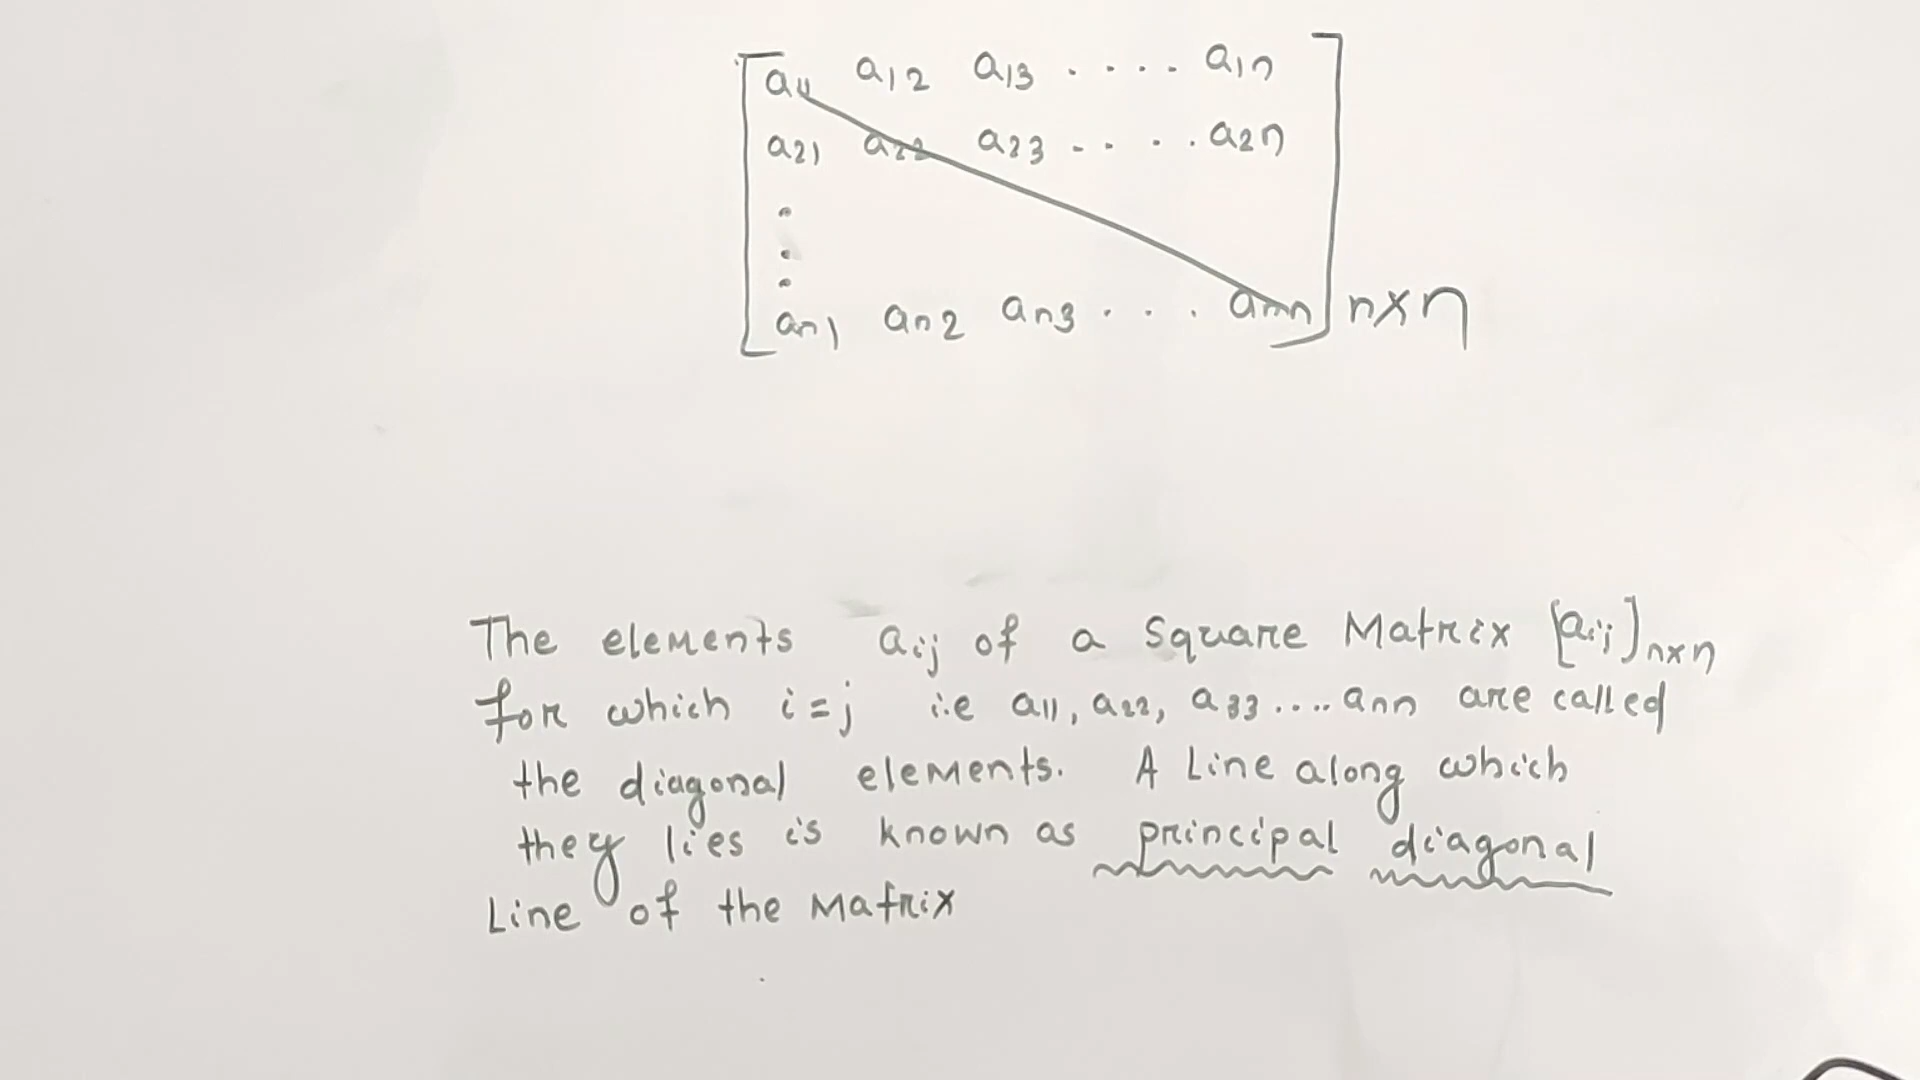 a11 a12 a13 . . . . a1n
a21 a22 a23 . . . . a2n
.
.
.
an1 an2 an3 . . . ann n×n
The elements aij of a Square Matrix [aij]n×n
for which i=j i.e a11, a22, a33 .... ann are called
the diagonal elements. A Line along which
they lies is known as principal diagonal
Line of the Matrix